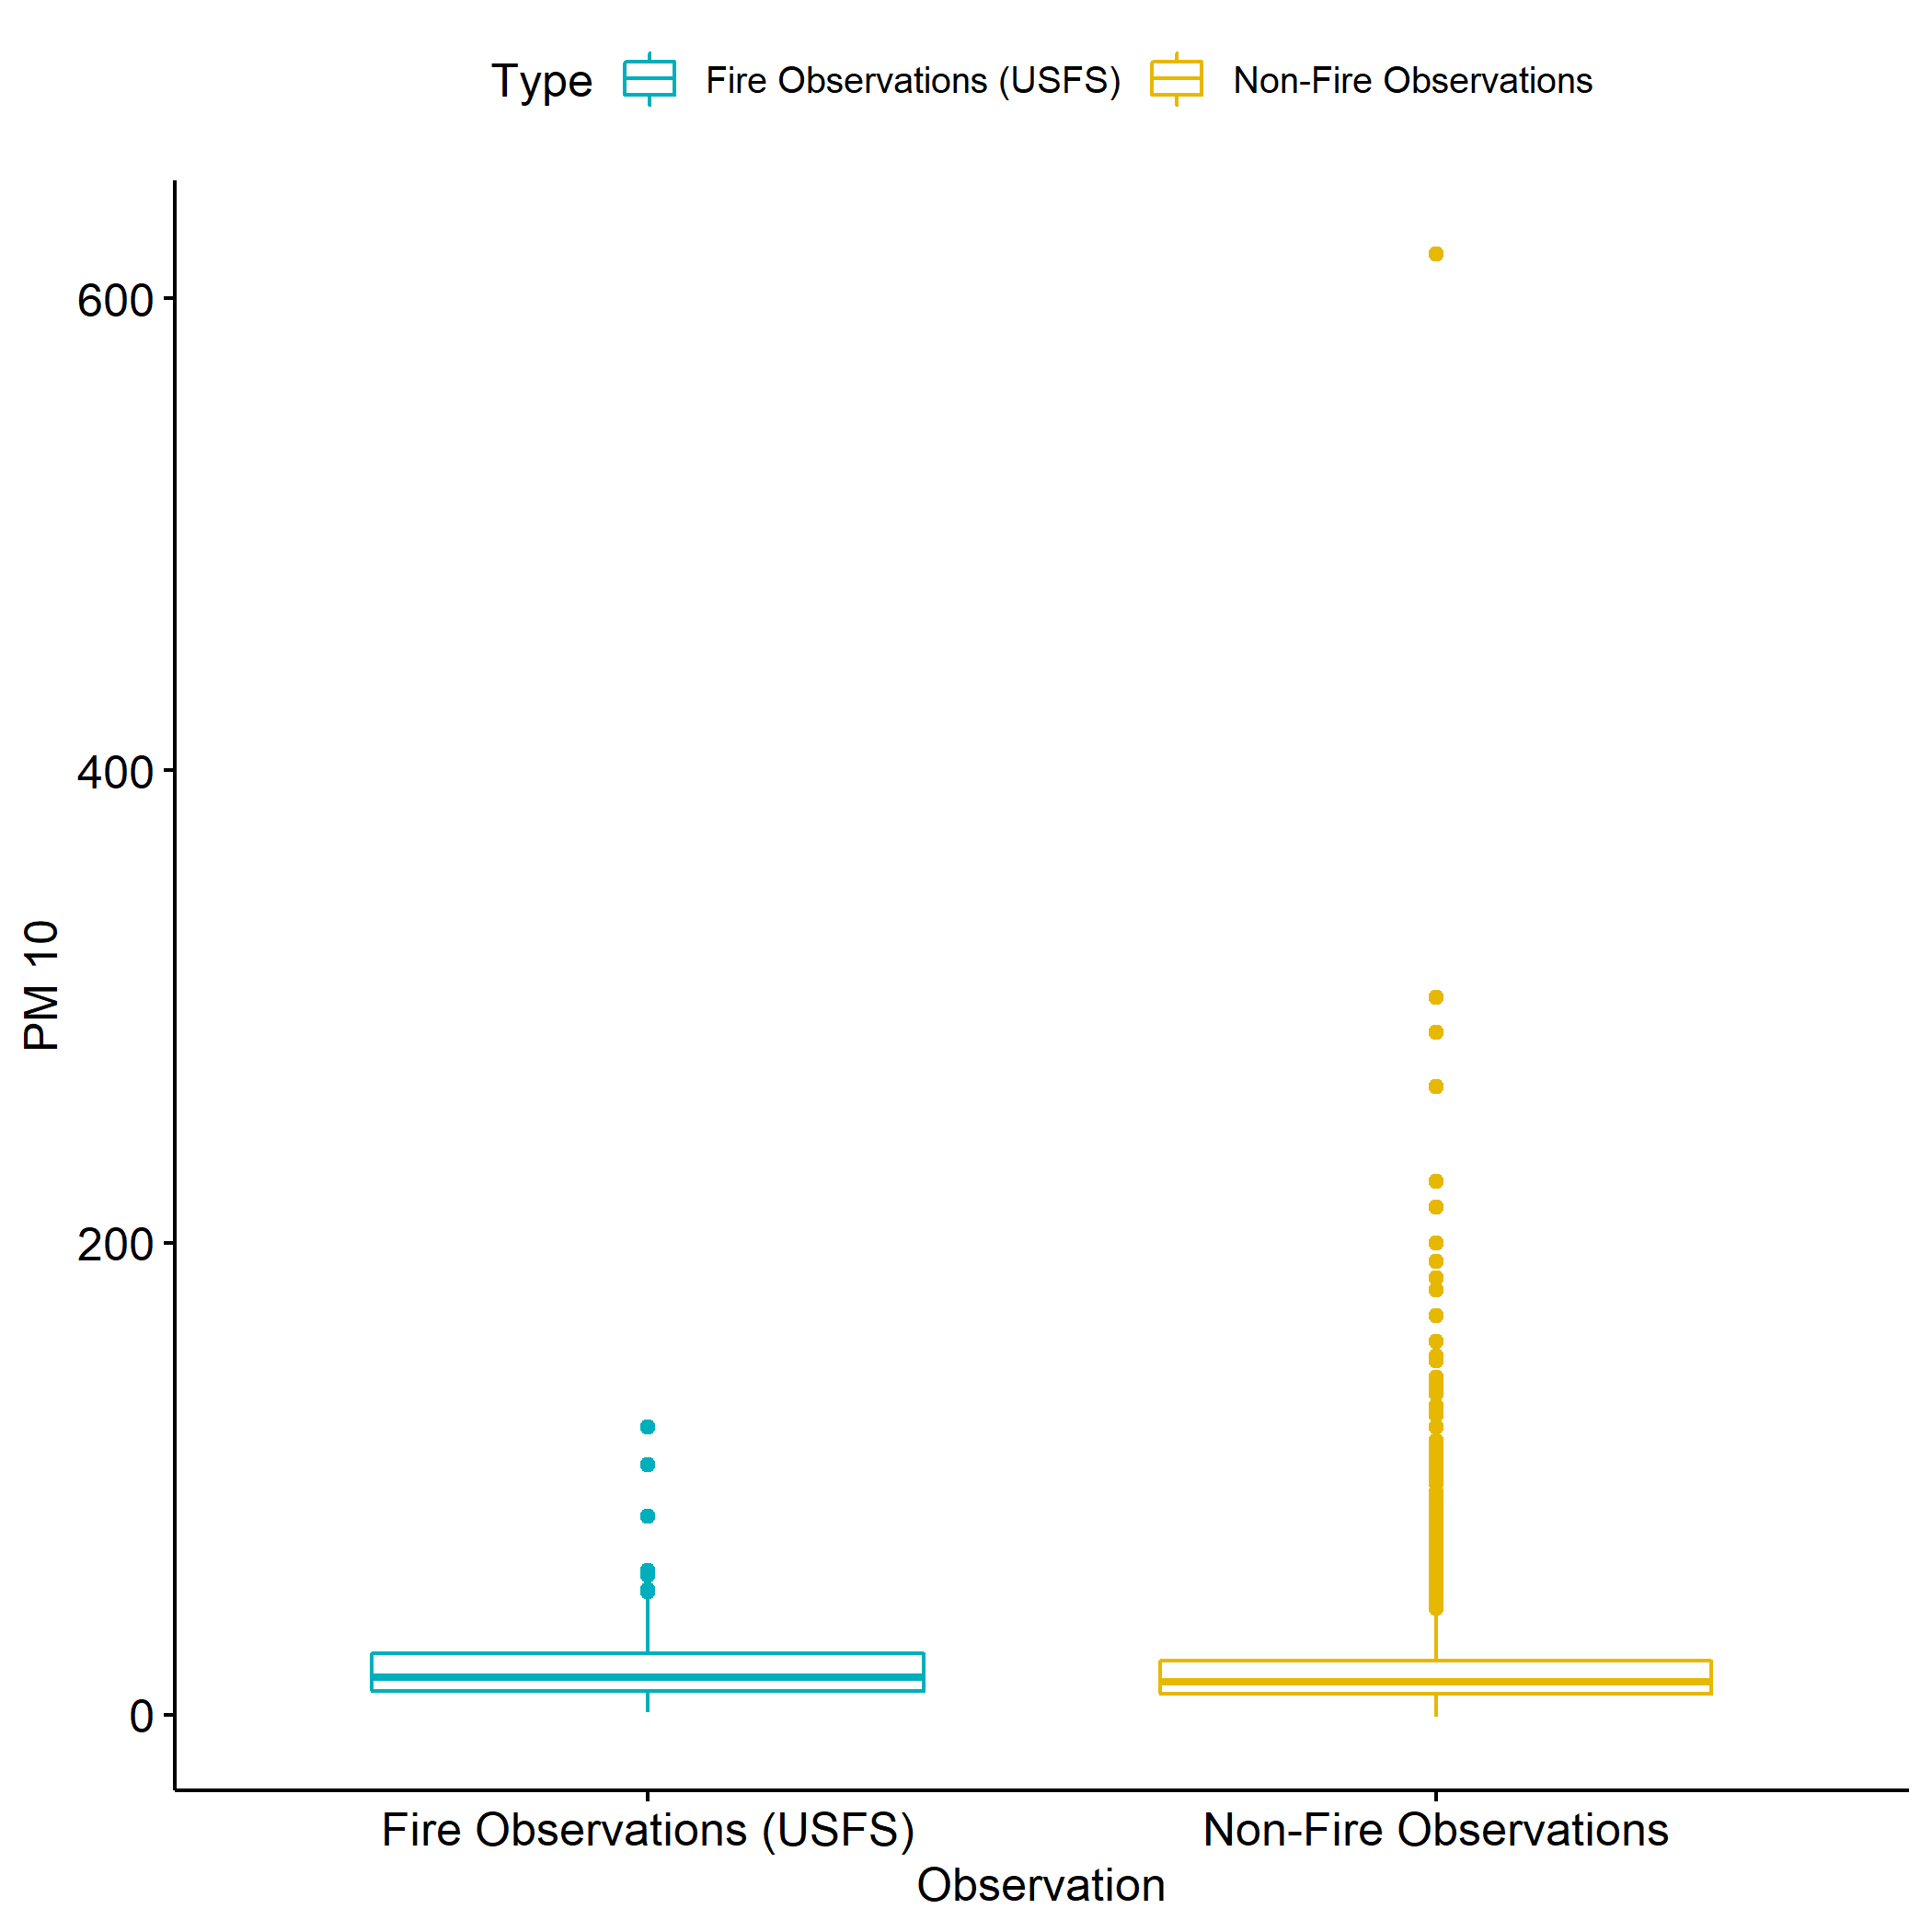 Type Fire Observations (USFS) Non-Fire Observations
600
400
200
0
PM 10
Fire Observations (USFS) Non-Fire Observations
Observation